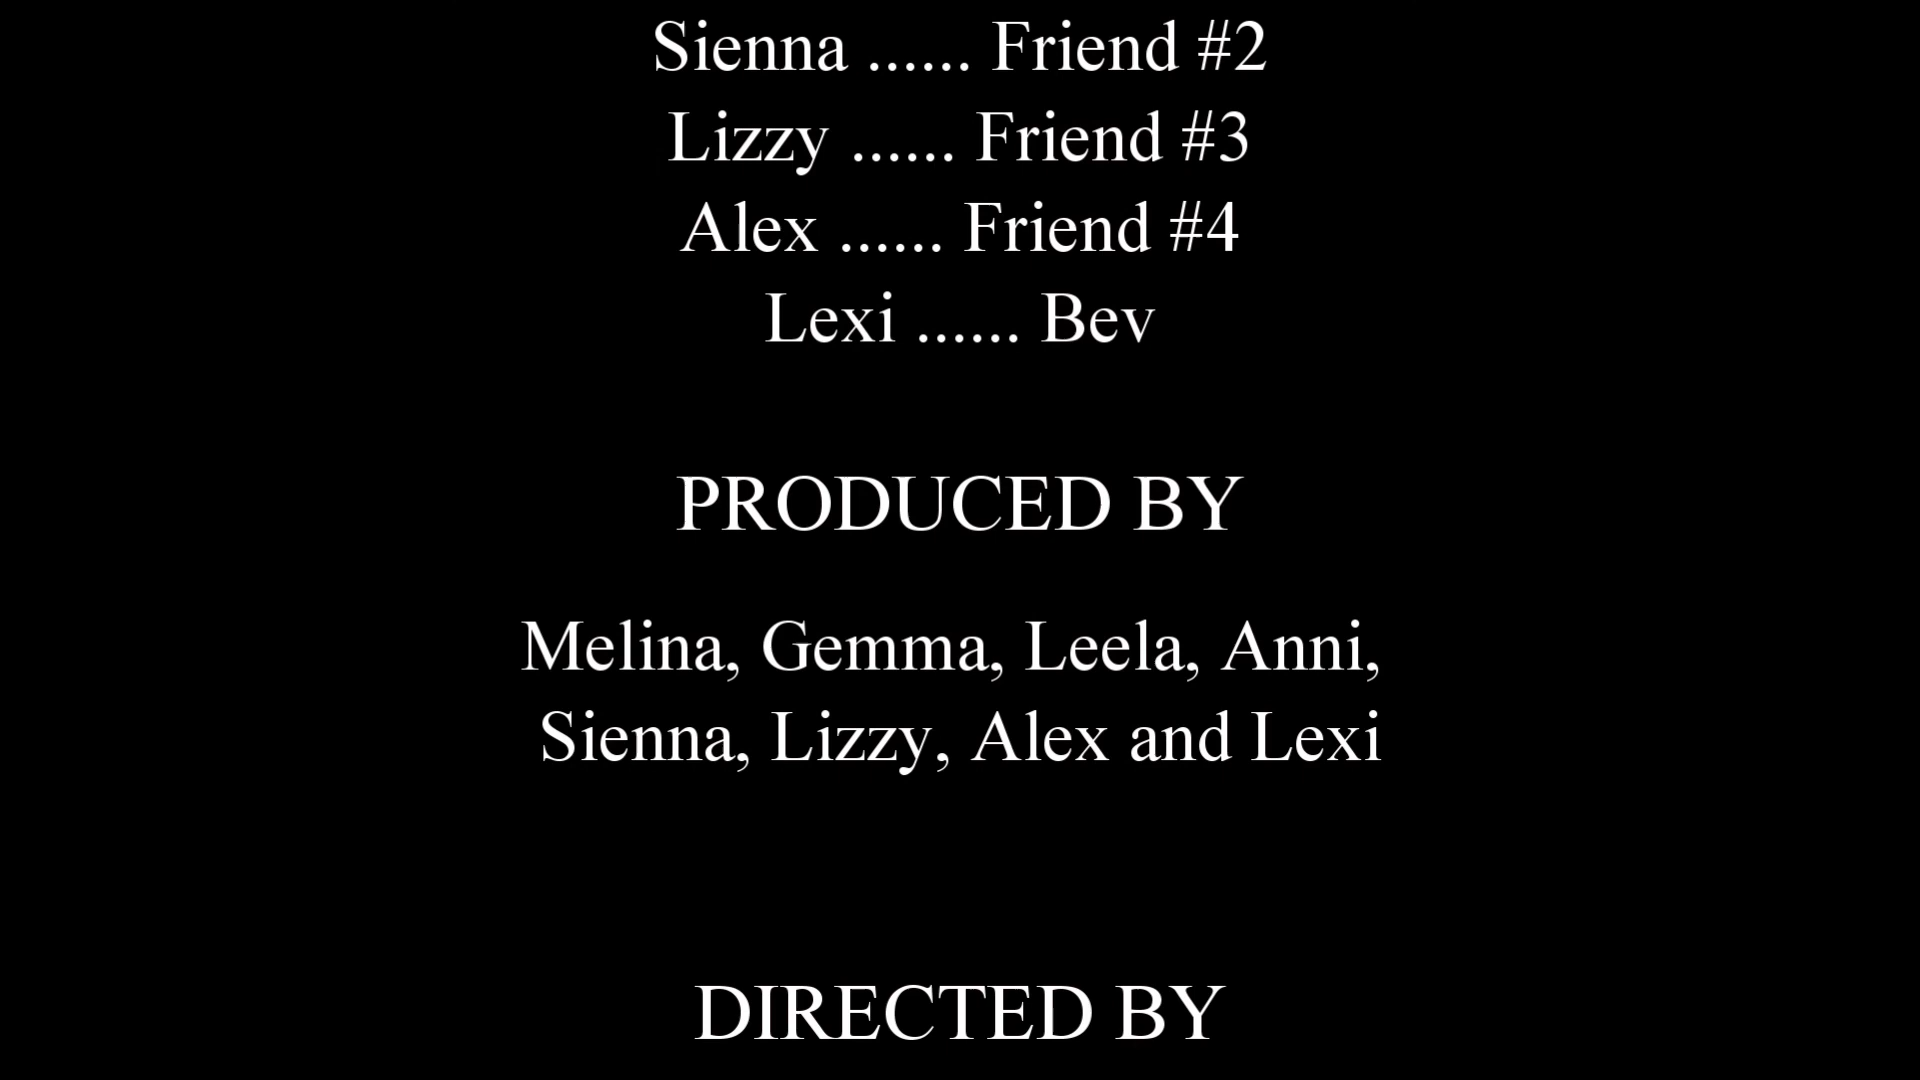 Sienna ...... Friend #2
Lizzy ...... Friend #3
Alex ...... Friend #4
Lexi ...... Bev
PRODUCED BY
Melina, Gemma, Leela, Anni,
Sienna, Lizzy, Alex and Lexi
DIRECTED BY